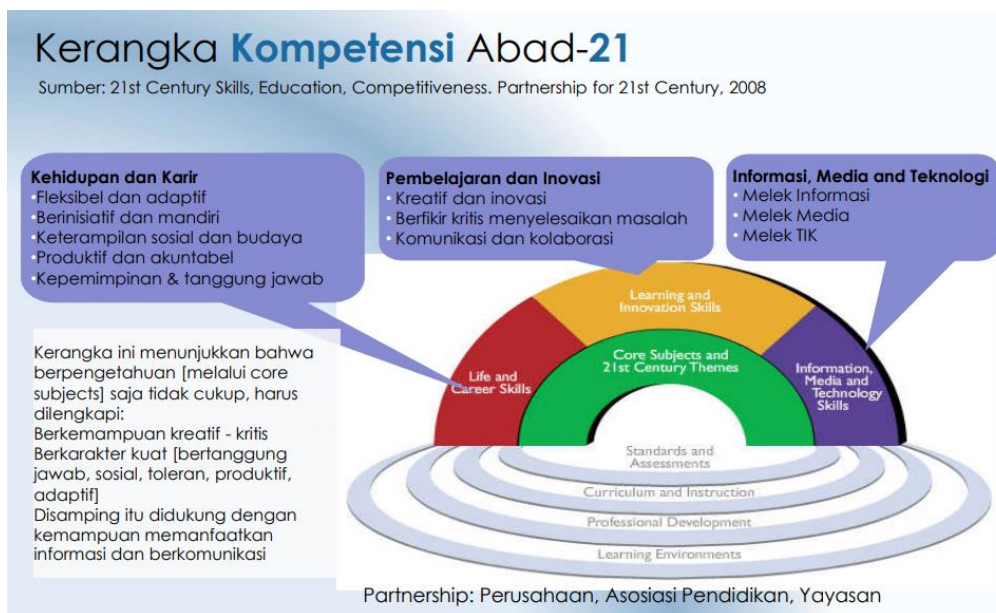 Kerangka Kompetensi Abad-21
Sumber: 21st Century Skills, Education, Competitiveness. Partnership for 21st Century, 2008
Kehidupan dan Karir
•Fleksibel dan adaptif
•Berinisiatif dan mandiri
•Keterampilan sosial dan budaya
•Produktif dan akuntabel
•Kepemimpinan & tanggung jawab
Pembelajaran dan Inovasi
• Kreatif dan inovasi
• Berfikir kritis menyelesaikan masalah
• Komunikasi dan kolaborasi
Informasi, Media and Teknologi
• Melek Informasi
• Melek Media
• Melek TIK
Kerangka ini menunjukkan bahwa
berpengetahuan [melalui core
subjects] saja tidak cukup, harus
dilengkapi:
Berkemampuan kreatif - kritis
Berkarakter kuat [bertanggung
jawab, sosial, toleran, produktif,
adaptif]
Disamping itu didukung dengan
kemampuan memanfaatkan
informasi dan berkomunikasi
Learning and
Innovation Skills
Core Subjects and
21st Century Themes
Life and
Career Skills
Information,
Media and
Technology
Skills
Standards and
Assessments
Curriculum and Instruction
Professional Development
Learning Environments
Partnership: Perusahaan, Asosiasi Pendidikan, Yayasan